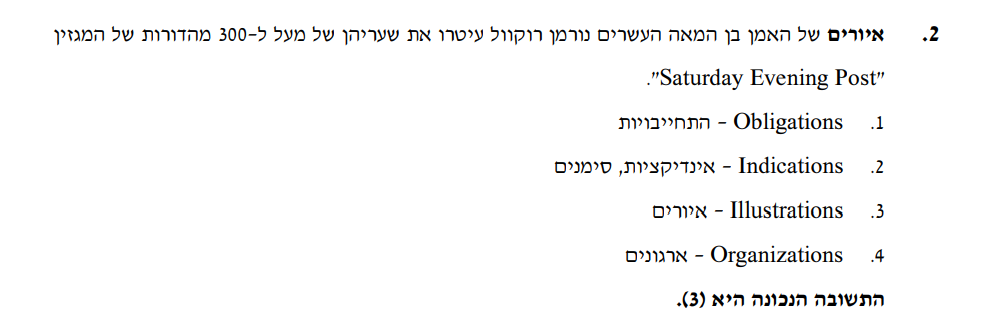 2. איורים של האמן בן המאה העשרים נורמן רוקוול עיטרו את שעריהן של מעל ל-300 מהדורות של המגזין
"Saturday Evening Post".
1. Obligations - התחייבויות
2. Indications - אינדיקציות, סימנים
3. Illustrations - איורים
4. Organizations - ארגונים
התשובה הנכונה היא (3).